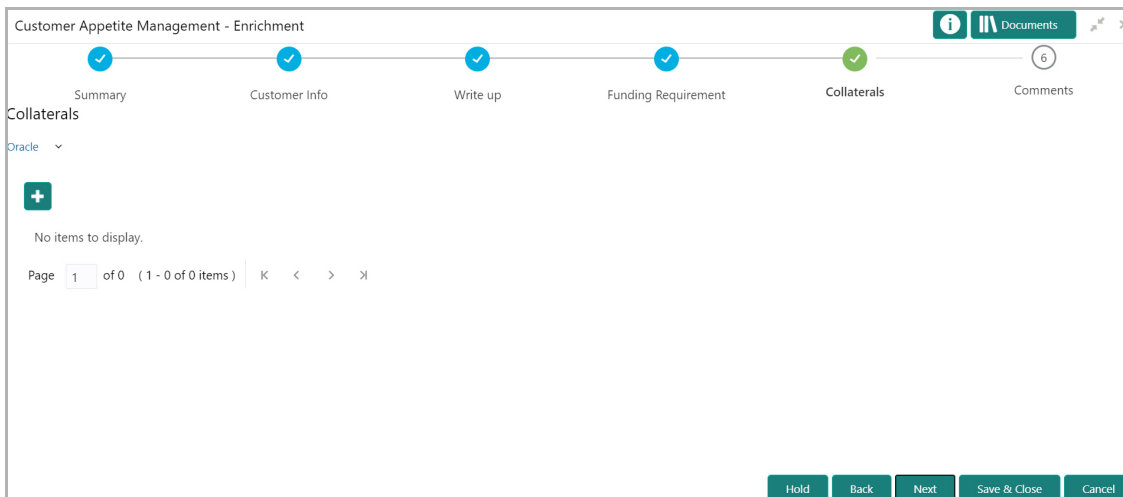 Customer Appetite Management - Enrichment
Documents
6
Summary Customer Info Write up Funding Requirement Collaterals Comments
Collaterals
Oracle
No items to display.
Page 1 of 0 ( 1 - 0 of 0 items )
Hold Back Next Save & Close Cancel